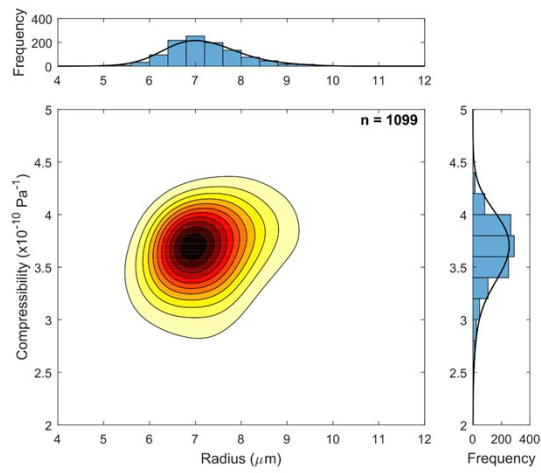 400
200
0
Frequency
4 5 6 7 8 9 10 11 12
n = 1099
5
4.5
4
3.5
3
2.5
2
Compressibility (x10⁻¹⁰ Pa⁻¹)
4 5 6 7 8 9 10 11 12
Radius (μm)
5
4.5
4
3.5
3
2.5
2
0 200 400
Frequency